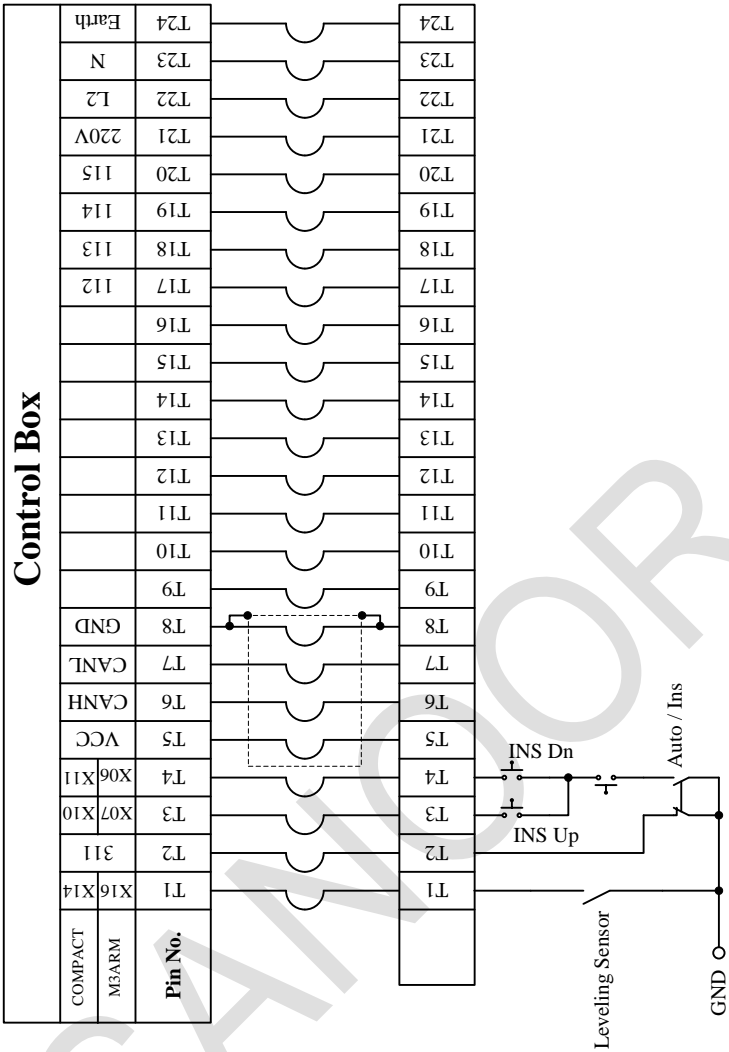 Control Box
Earth T24 T24
N T23 T23
L2 T22 T22
220V T21 T21
115 T20 T20
114 T19 T19
113 T18 T18
112 T17 T17
T16 T16
T15 T15
T14 T14
T13 T13
T12 T12
T11 T11
T10 T10
T9 T9
GND T8 T8
CANL T7 T7
CANH T6 T6
VCC T5 T5
X11 X06 T4 T4
X10 X07 T3 T3
311 T2 T2
X14 X16 T1 T1
COMPACT
M3ARM
Pin No.
INS Dn
INS Up
Auto / Ins
Leveling Sensor
GND